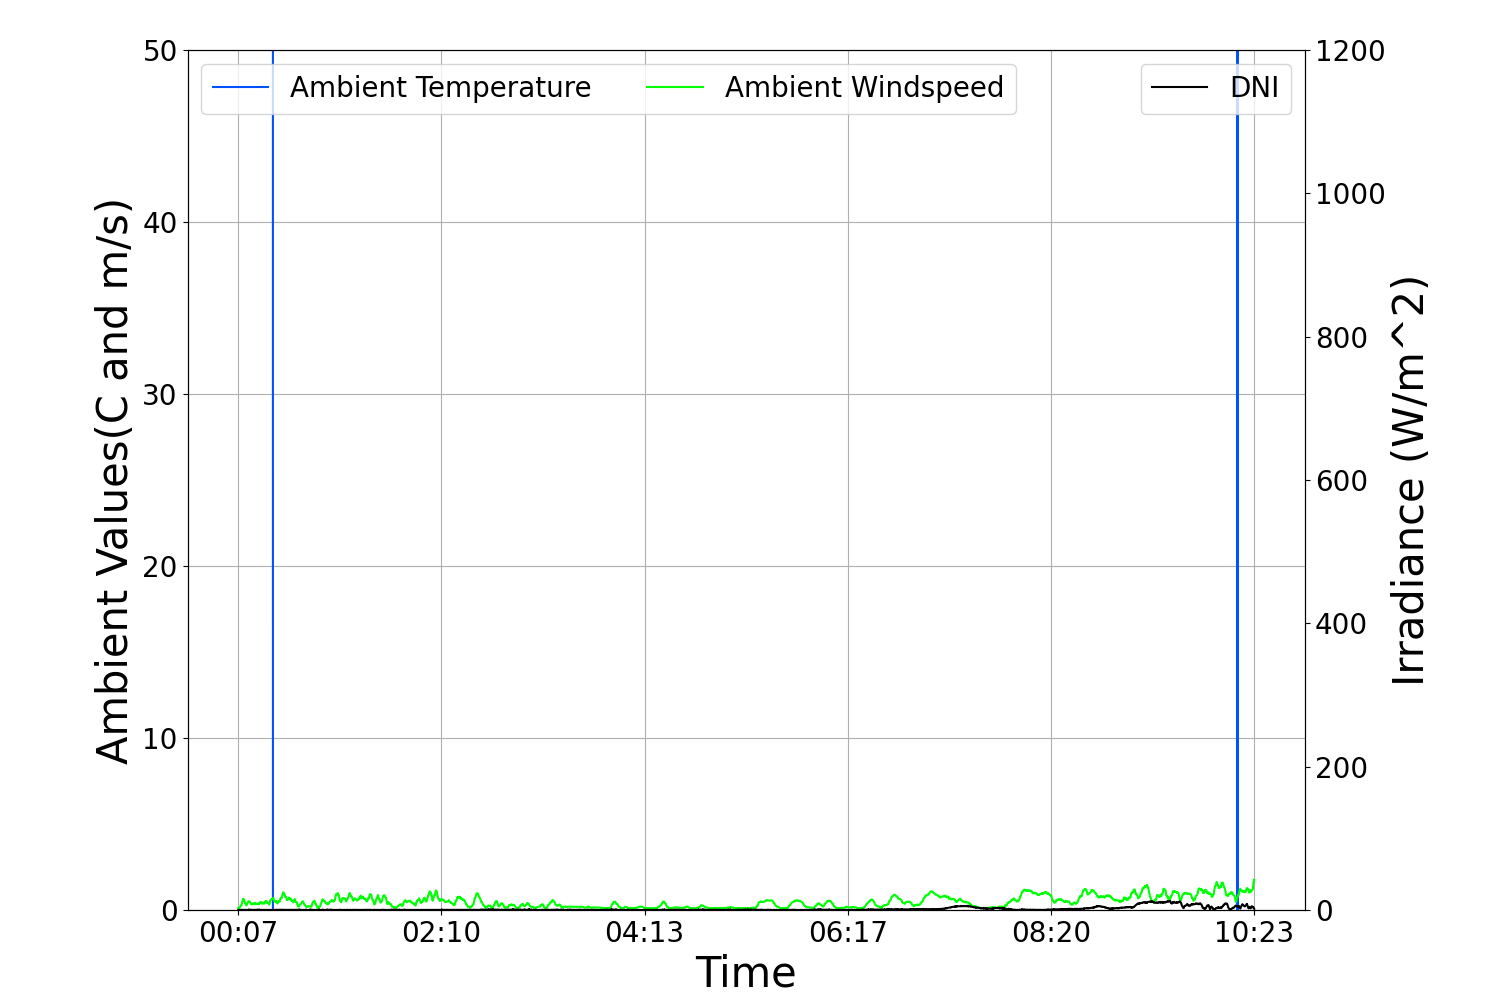 Ambient Temperature
Ambient Windspeed
DNI
50
40
30
20
10
0
1200
1000
800
600
400
200
0
Ambient Values(C and m/s)
Irradiance (W/m^2)
00:07 02:10 04:13 06:17 08:20 10:23
Time